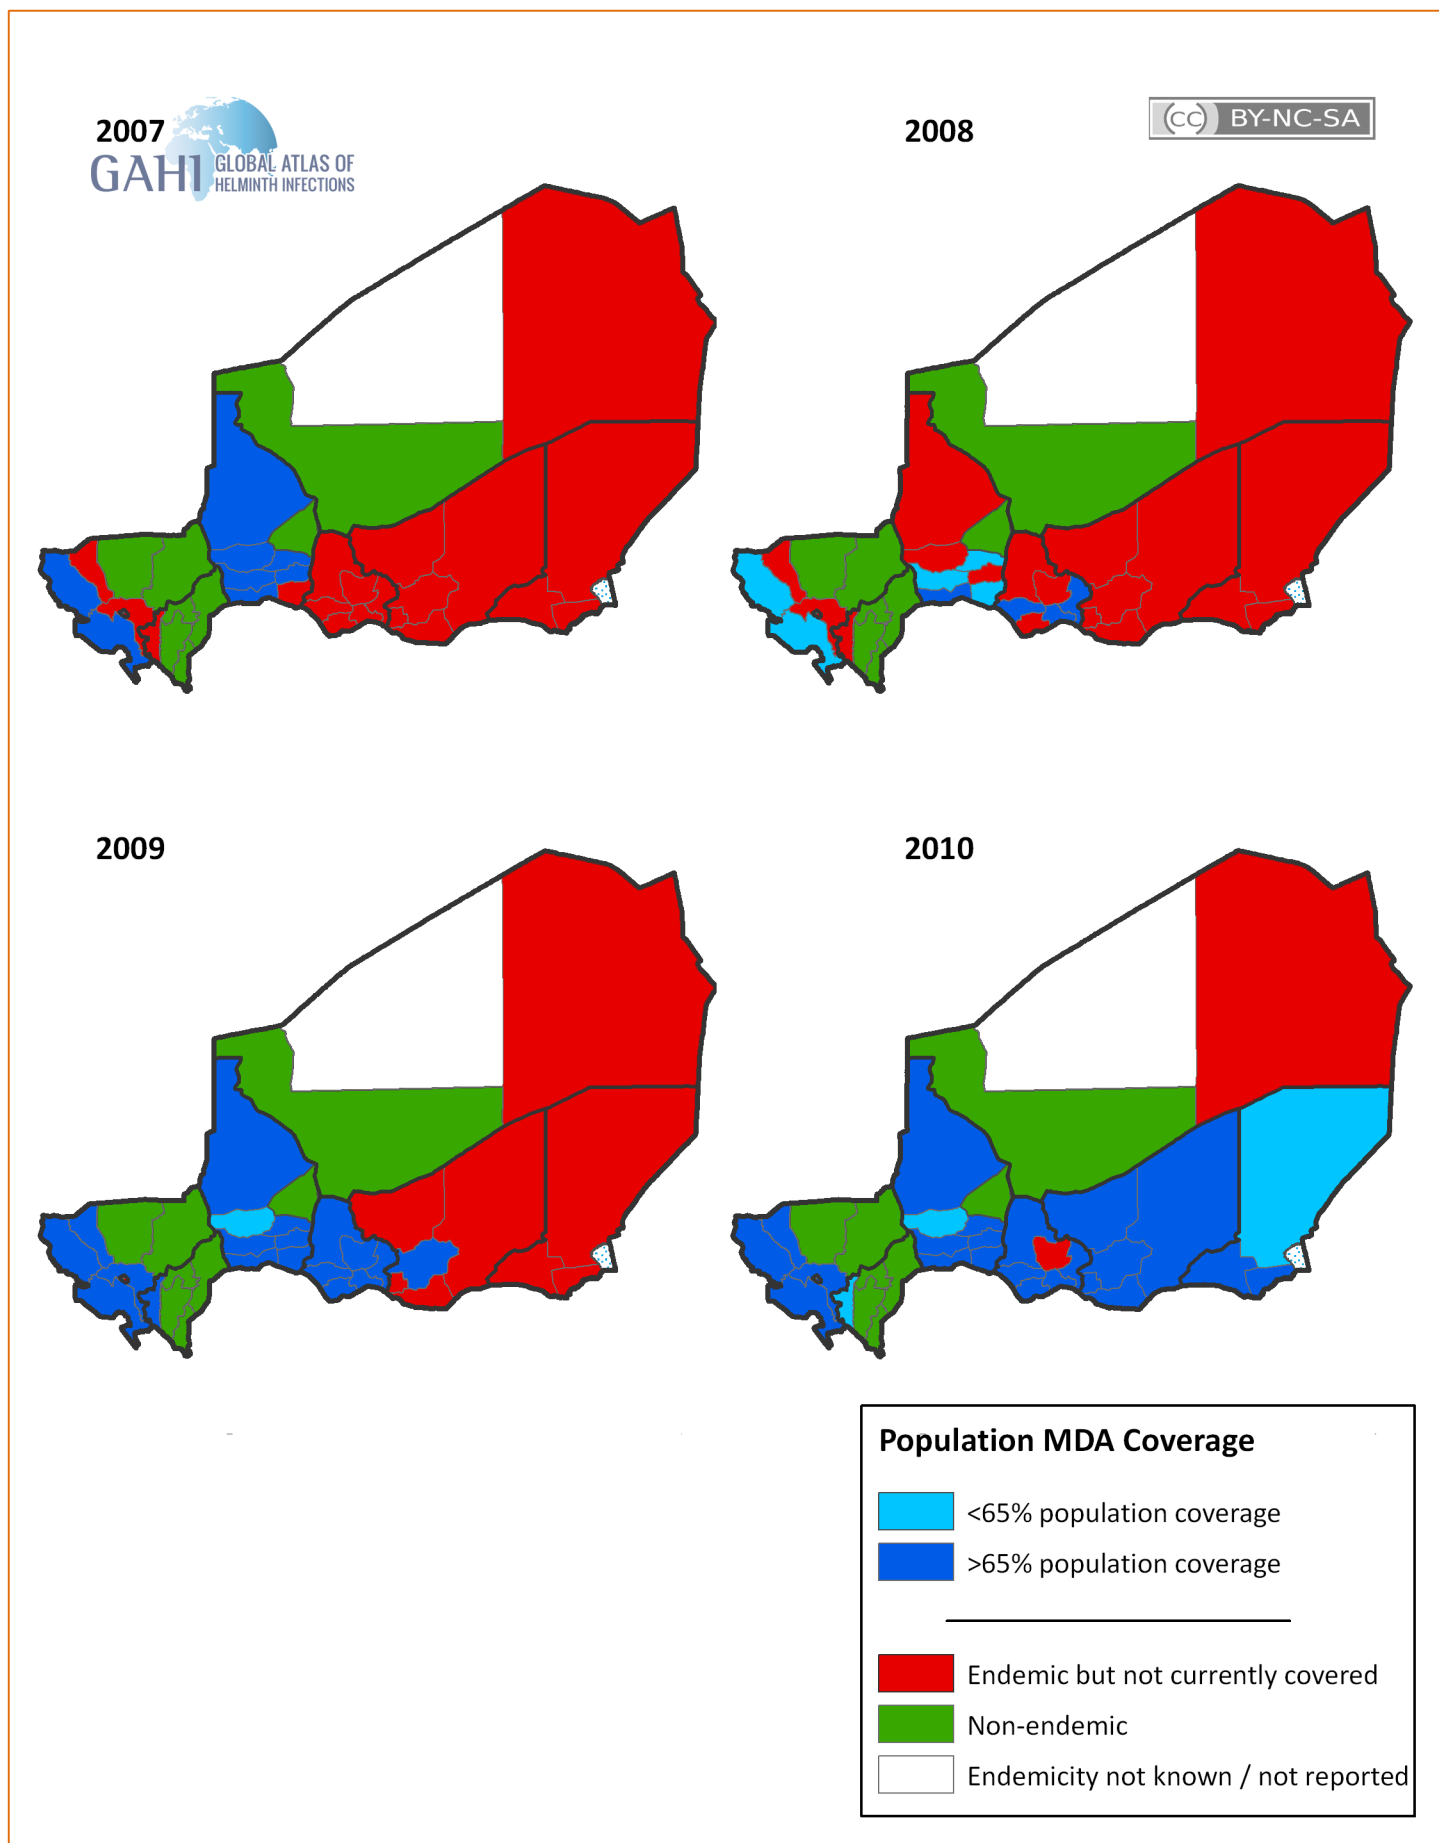 2007
GAHI GLOBAL ATLAS OF
HELMINTH INFECTIONS
2008
(cc) BY-NC-SA
2009
2010
Population MDA Coverage
<65% population coverage
>65% population coverage
Endemic but not currently covered
Non-endemic
Endemicity not known / not reported